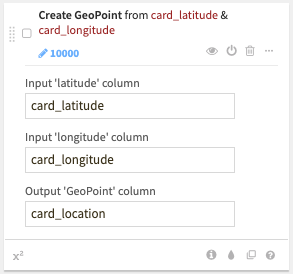 Create GeoPoint from card_latitude &
card_longitude
10000
Input 'latitude' column
card_latitude
Input 'longitude' column
card_longitude
Output 'GeoPoint' column
card_location
x²